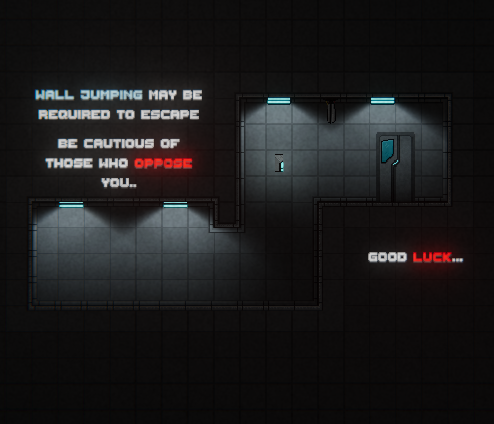 WALL JUMPING MAY BE
REQUIRED TO ESCAPE
BE CAUTIOUS OF
THOSE WHO OPPOSE
YOU..
GOOD LUCK...